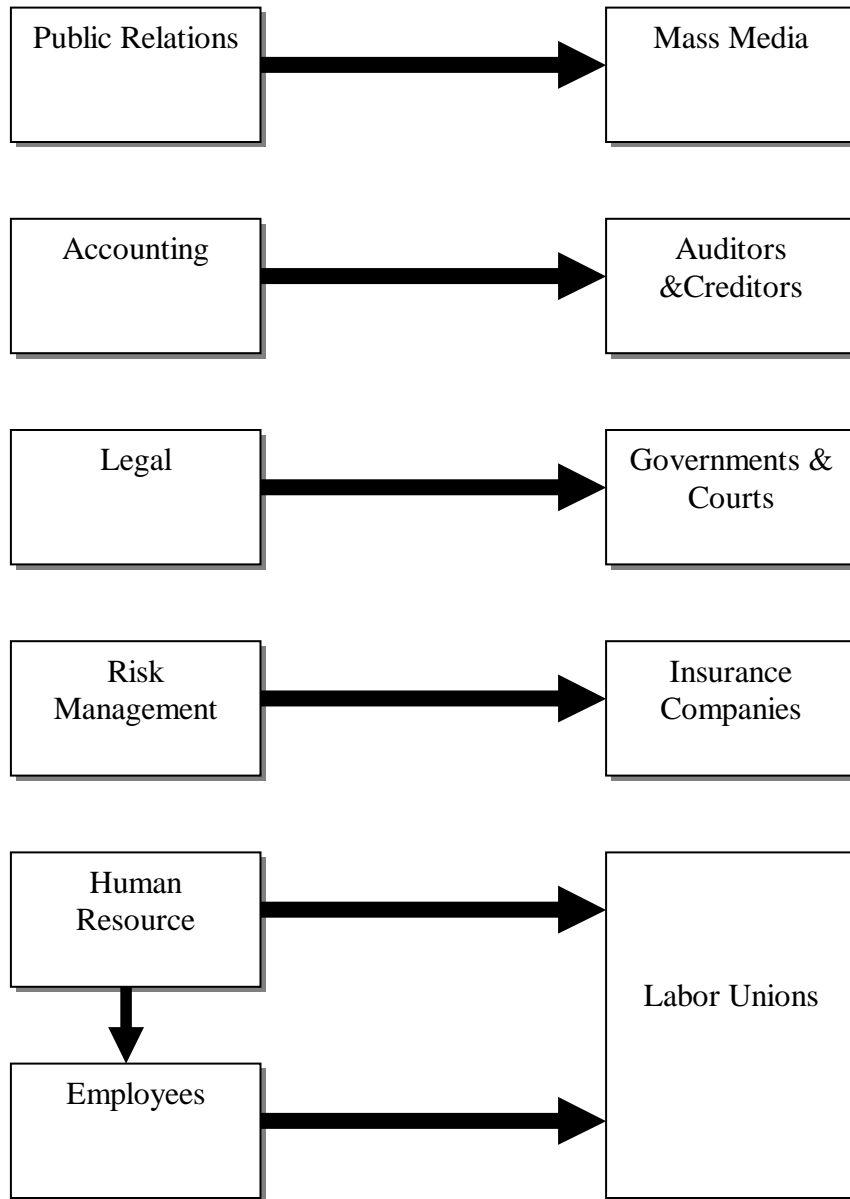 Public Relations
Mass Media
Accounting
Auditors
&Creditors
Legal
Governments &
Courts
Risk
Management
Insurance
Companies
Human
Resource
Labor Unions
Employees